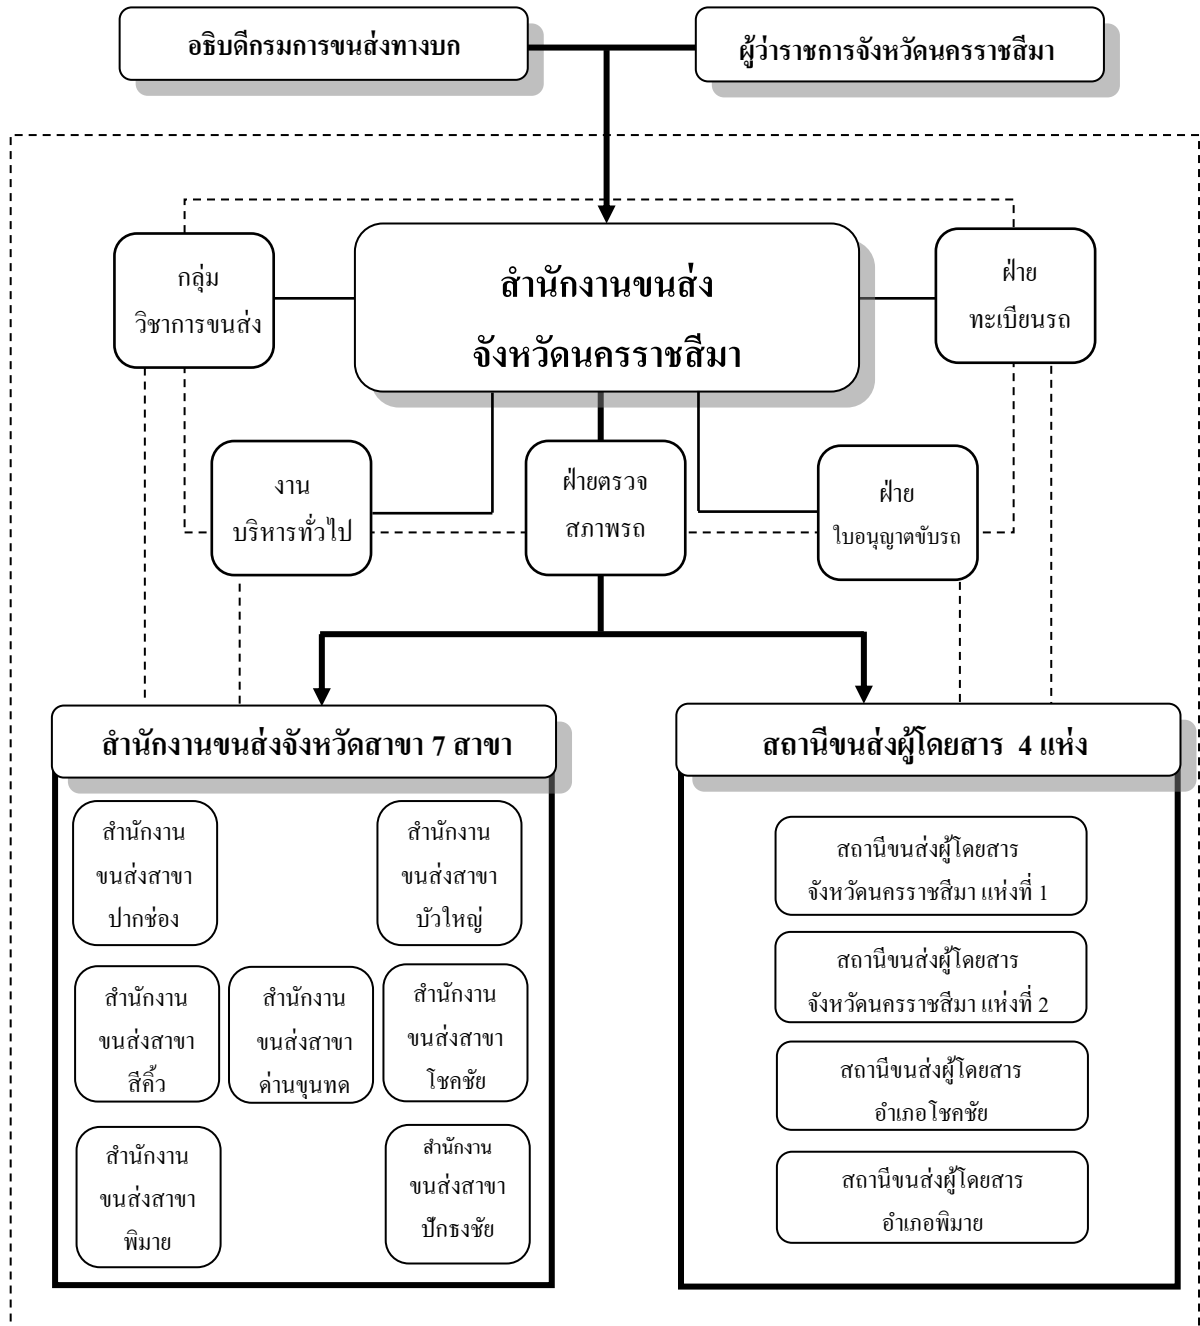 อธิบดีกรมการขนส่งทางบก
ผู้ว่าราชการจังหวัดนครราชสีมา
สำนักงานขนส่ง
จังหวัดนครราชสีมา
กลุ่ม
วิชาการขนส่ง
ฝ่าย
ทะเบียนรถ
งาน
บริหารทั่วไป
ฝ่ายตรวจ
สภาพรถ
ฝ่าย
ใบอนุญาตขับรถ
สำนักงานขนส่งจังหวัดสาขา 7 สาขา
สำนักงาน
ขนส่งสาขา
ปากช่อง
สำนักงาน
ขนส่งสาขา
บัวใหญ่
สำนักงาน
ขนส่งสาขา
สีคิ้ว
สำนักงาน
ขนส่งสาขา
ด่านขุนทด
สำนักงาน
ขนส่งสาขา
โชคชัย
สำนักงาน
ขนส่งสาขา
พิมาย
สำนักงาน
ขนส่งสาขา
ปักธงชัย
สถานีขนส่งผู้โดยสาร 4 แห่ง
สถานีขนส่งผู้โดยสาร
จังหวัดนครราชสีมา แห่งที่ 1
สถานีขนส่งผู้โดยสาร
จังหวัดนครราชสีมา แห่งที่ 2
สถานีขนส่งผู้โดยสาร
อำเภอโชคชัย
สถานีขนส่งผู้โดยสาร
อำเภอพิมาย